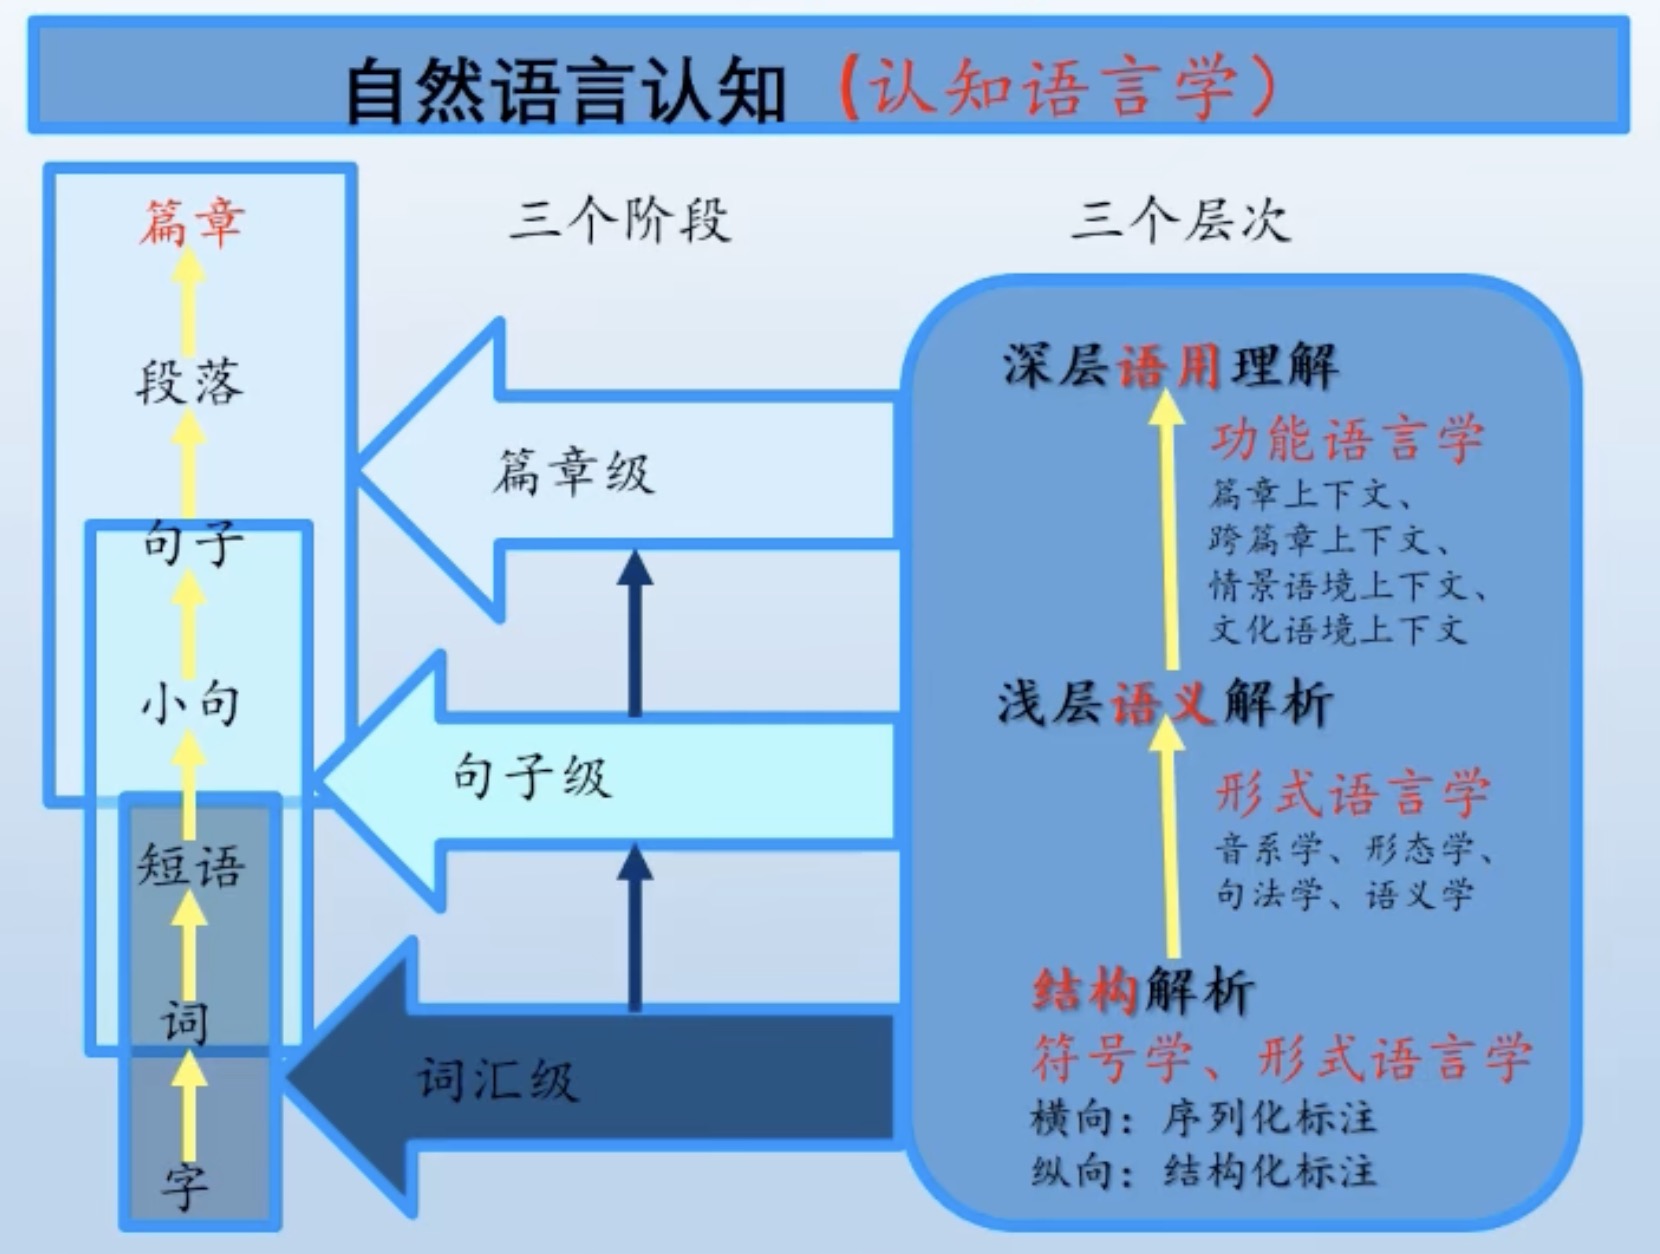 自然语言认知（认知语言学）
三个阶段
三个层次
篇章
段落
句子
小句
短语
词
字
篇章级
句子级
词汇级
深层语用理解
功能语言学
篇章上下文、
跨篇章上下文、
情景语境上下文、
文化语境上下文
浅层语义解析
形式语言学
音系学、形态学、
句法学、语义学
结构解析
符号学、形式语言学
横向：序列化标注
纵向：结构化标注